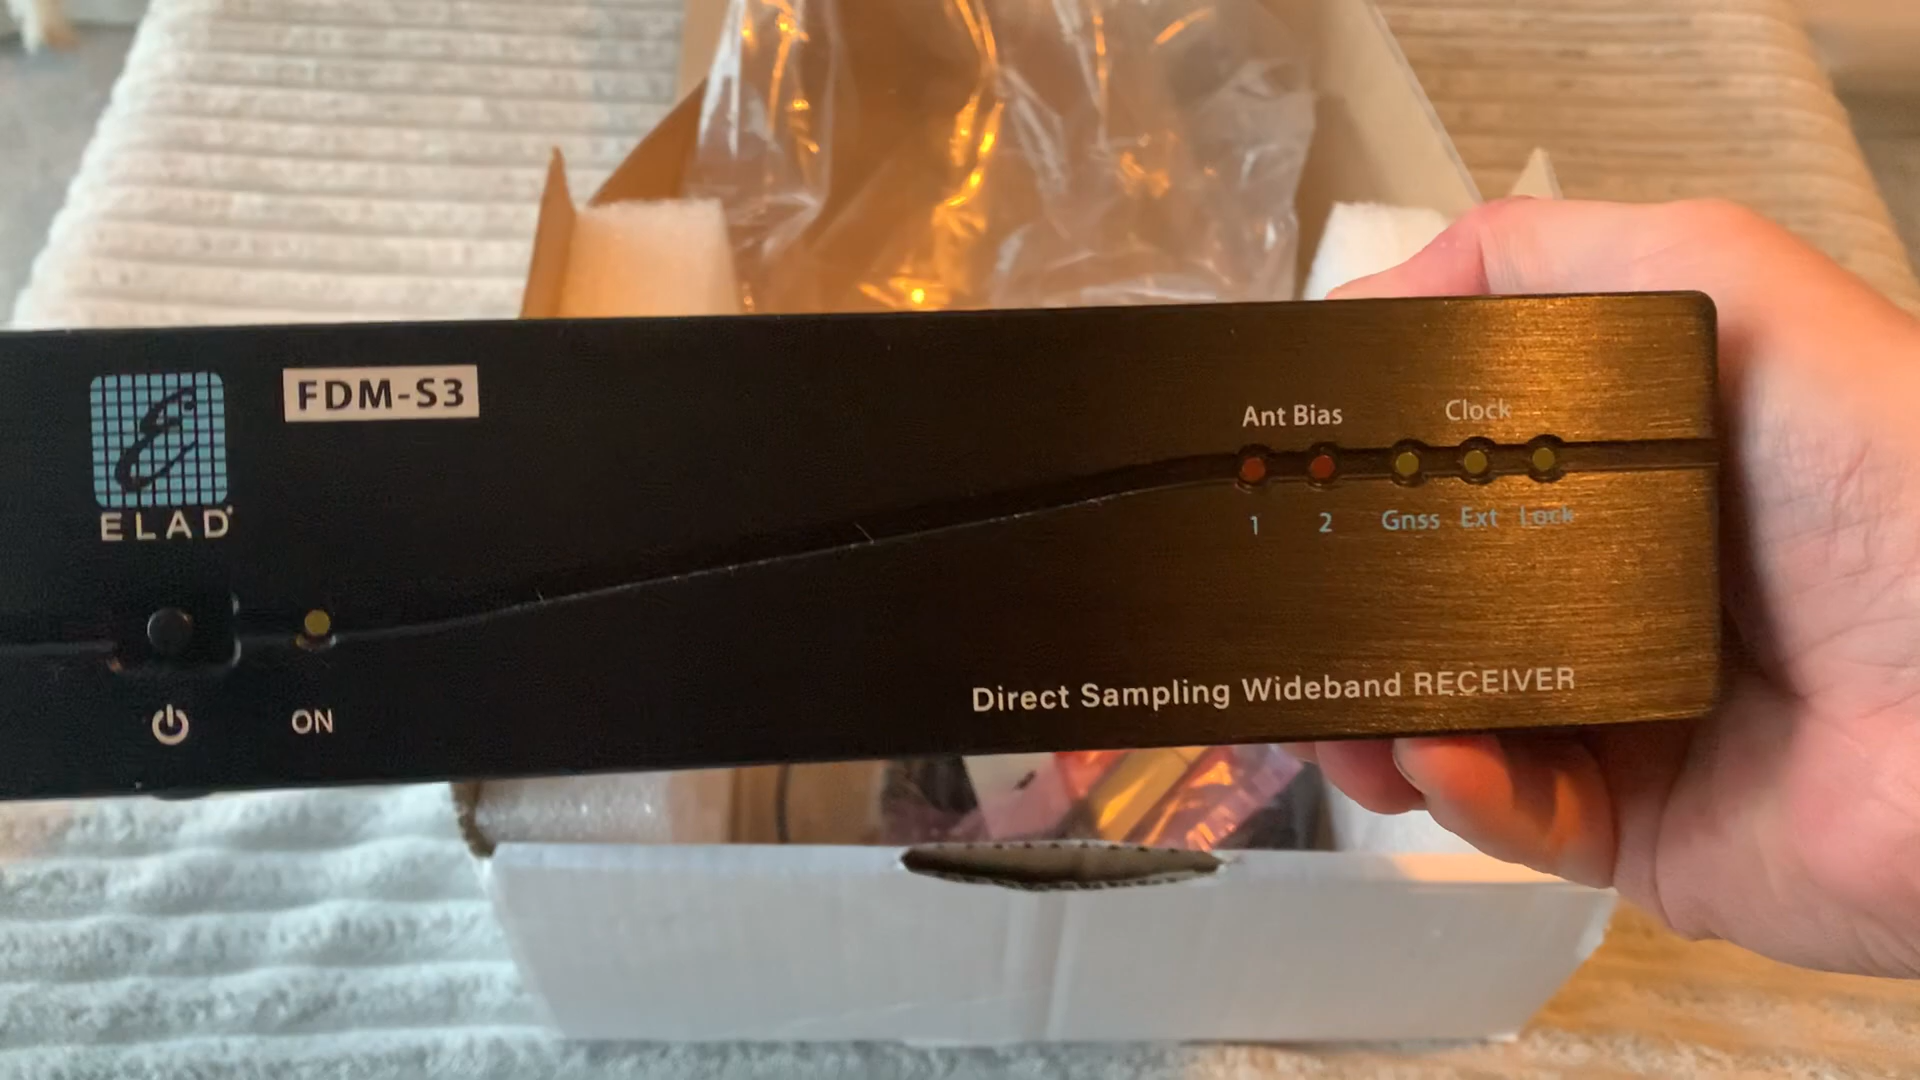 FDM-S3
ELAD
Ant Bias
Clock
1
2
Gnss
Ext
Lock
ON
Direct Sampling Wideband RECEIVER